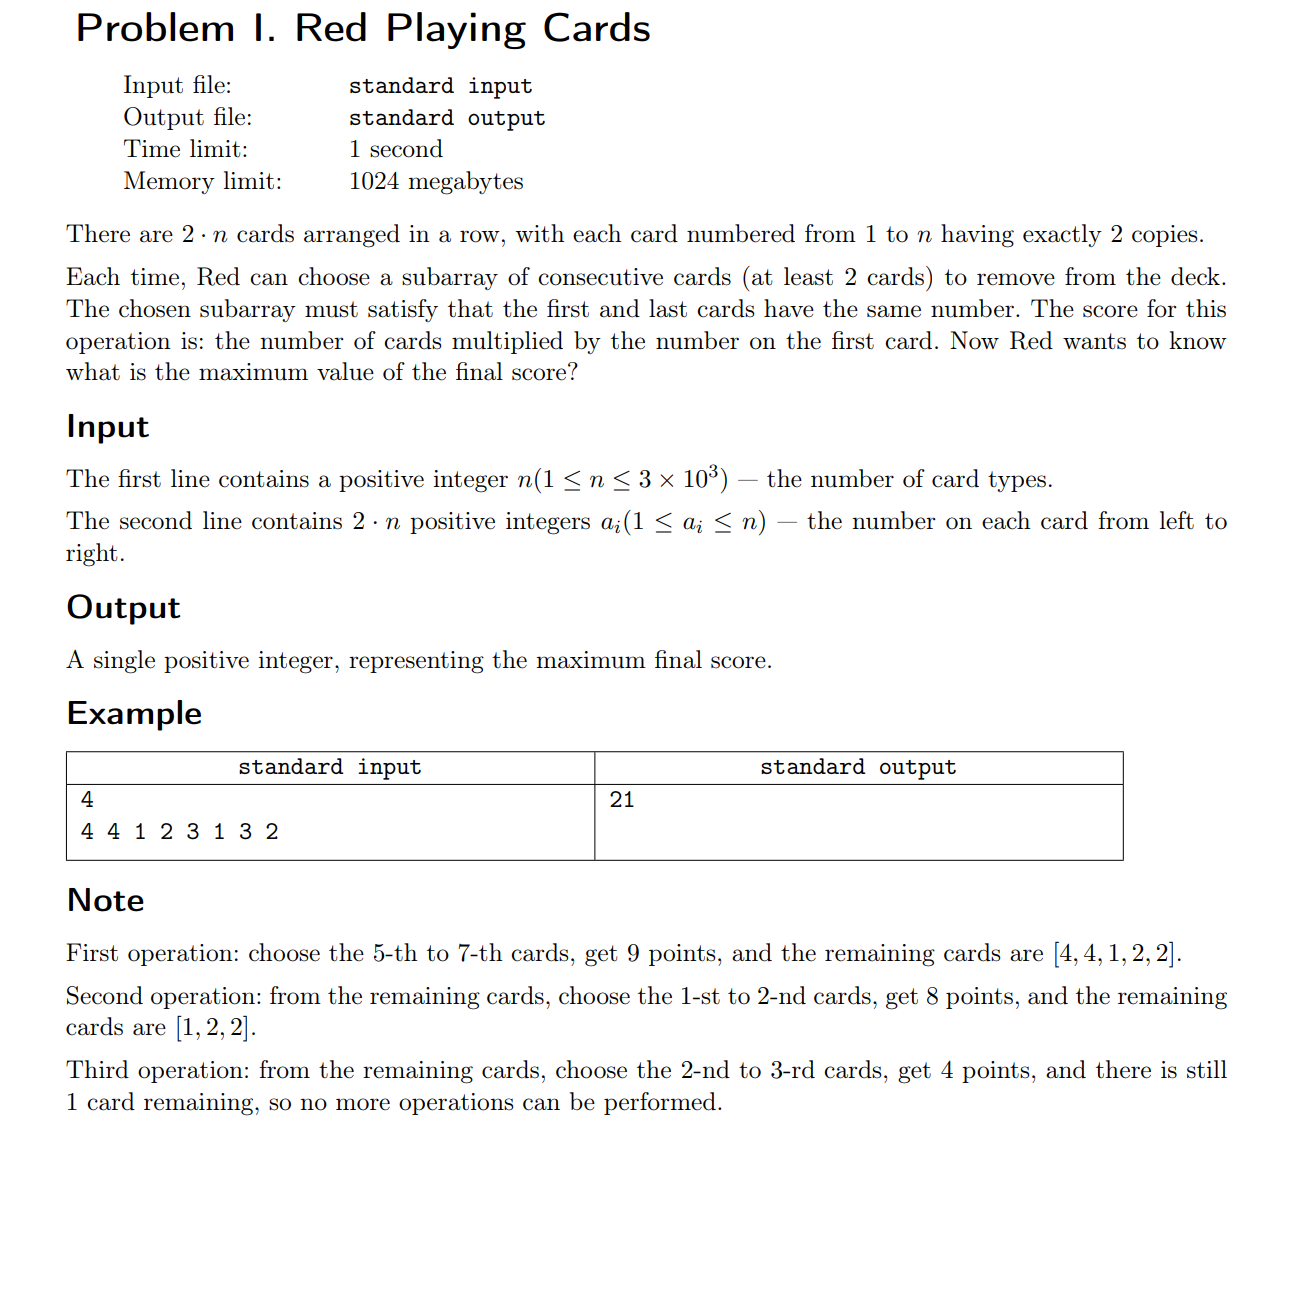 Problem I. Red Playing Cards
Input file: standard input
Output file: standard output
Time limit: 1 second
Memory limit: 1024 megabytes
There are 2 · n cards arranged in a row, with each card numbered from 1 to n having exactly 2 copies.
Each time, Red can choose a subarray of consecutive cards (at least 2 cards) to remove from the deck.
The chosen subarray must satisfy that the first and last cards have the same number. The score for this
operation is: the number of cards multiplied by the number on the first card. Now Red wants to know
what is the maximum value of the final score?
Input
The first line contains a positive integer n(1 ≤ n ≤ 3 × 10³) — the number of card types.
The second line contains 2 · n positive integers aᵢ(1 ≤ aᵢ ≤ n) — the number on each card from left to
right.
Output
A single positive integer, representing the maximum final score.
Example
standard input standard output
4 21
4 4 1 2 3 1 3 2
Note
First operation: choose the 5-th to 7-th cards, get 9 points, and the remaining cards are [4, 4, 1, 2, 2].
Second operation: from the remaining cards, choose the 1-st to 2-nd cards, get 8 points, and the remaining
cards are [1, 2, 2].
Third operation: from the remaining cards, choose the 2-nd to 3-rd cards, get 4 points, and there is still
1 card remaining, so no more operations can be performed.